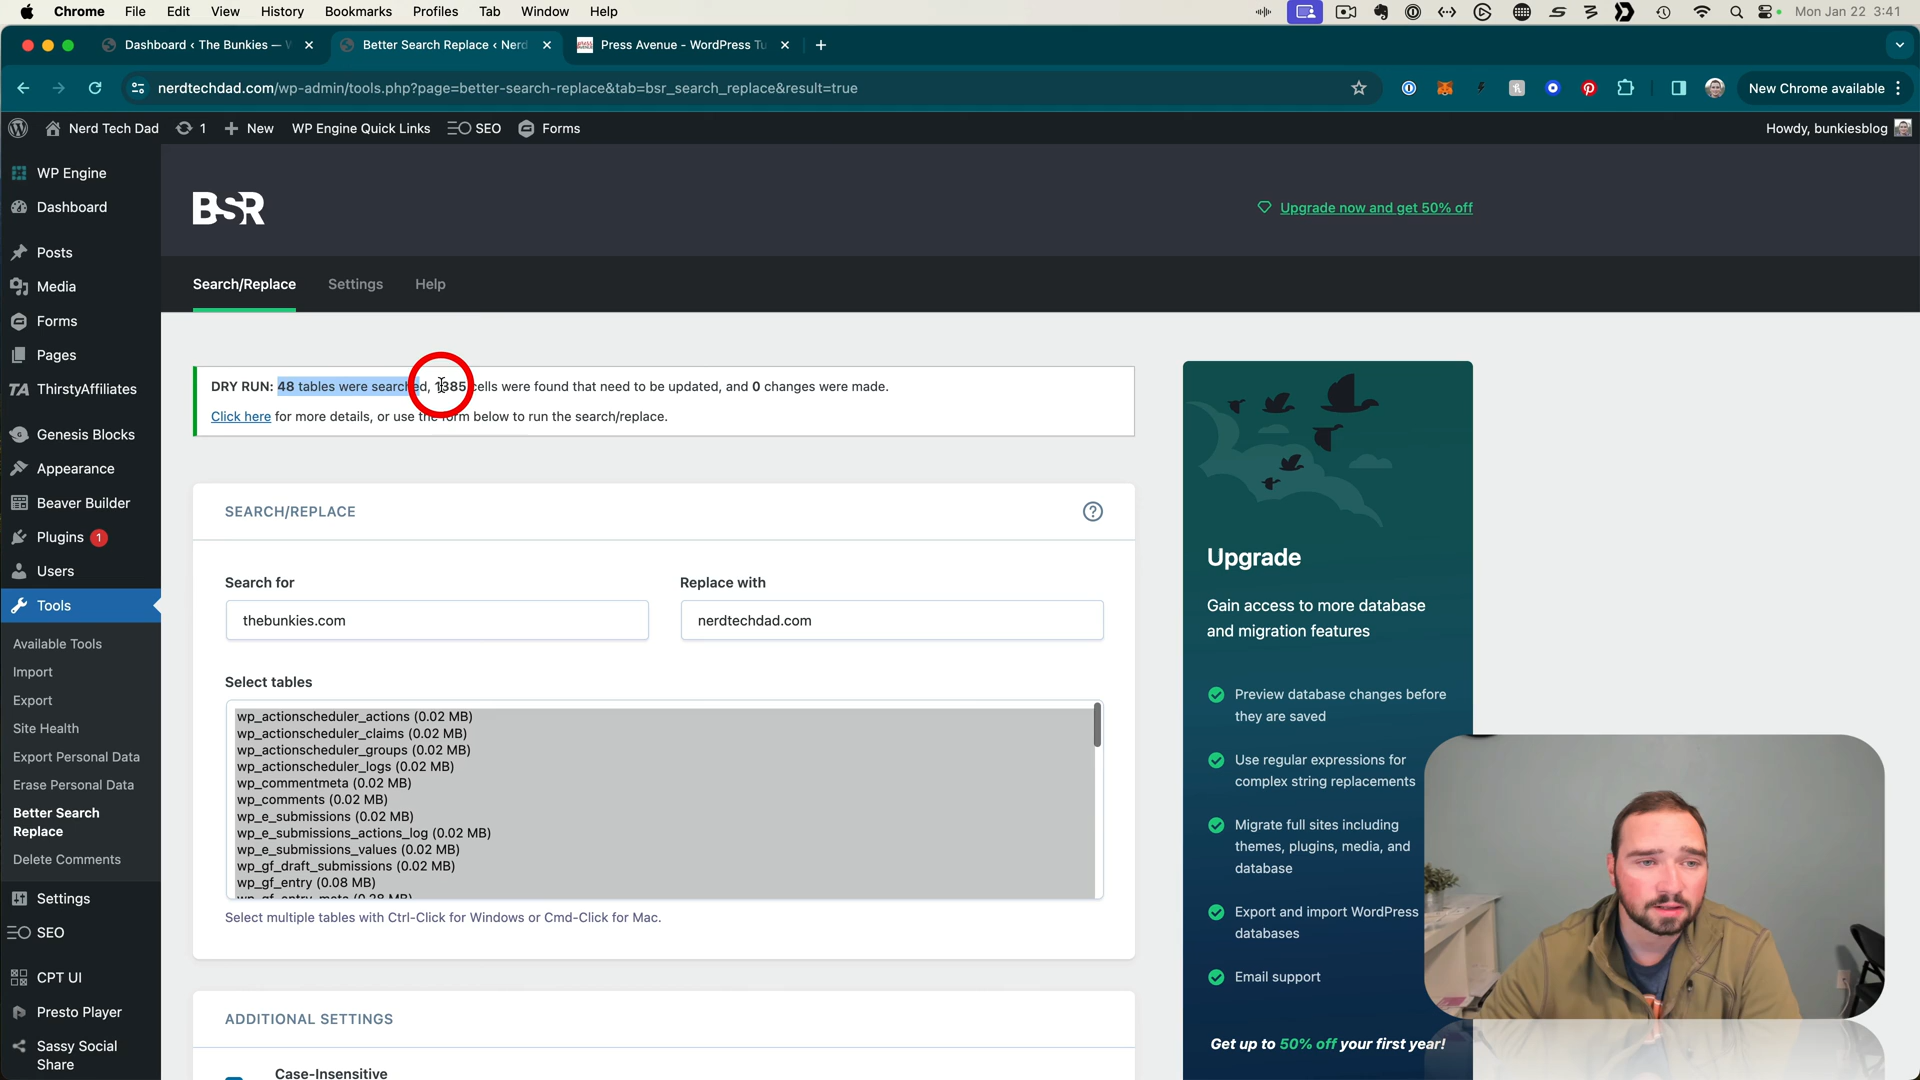 Chrome File Edit View History Bookmarks Profiles Tab Window Help
Mon Jan 22 3:41
Dashboard ‹ The Bunkies —
Better Search Replace ‹ Nerd
Press Avenue - WordPress Tu
nerdtechdad.com/wp-admin/tools.php?page=better-search-replace&tab=bsr_search_replace&result=true
New Chrome available
Nerd Tech Dad 1 New WP Engine Quick Links SEO Forms
Howdy, bunkiesblog
WP Engine
Dashboard
Posts
Media
Forms
Pages
ThirstyAffiliates
Genesis Blocks
Appearance
Beaver Builder
Plugins 1
Users
Tools
Available Tools
Import
Export
Site Health
Export Personal Data
Erase Personal Data
Better Search
Replace
Delete Comments
Settings
SEO
CPT UI
Presto Player
Sassy Social
Share
BSR
Upgrade now and get 50% off
Search/Replace Settings Help
DRY RUN: 48 tables were searched, 1385 cells were found that need to be updated, and 0 changes were made.
Click here for more details, or use the form below to run the search/replace.
SEARCH/REPLACE
Search for
Replace with
thebunkies.com
nerdtechdad.com
Select tables
wp_actionscheduler_actions (0.02 MB)
wp_actionscheduler_claims (0.02 MB)
wp_actionscheduler_groups (0.02 MB)
wp_actionscheduler_logs (0.02 MB)
wp_commentmeta (0.02 MB)
wp_comments (0.02 MB)
wp_e_submissions (0.02 MB)
wp_e_submissions_actions_log (0.02 MB)
wp_e_submissions_values (0.02 MB)
wp_gf_draft_submissions (0.02 MB)
wp_gf_entry (0.08 MB)
wp_gf_entry_meta (0.28 MB)
Select multiple tables with Ctrl-Click for Windows or Cmd-Click for Mac.
ADDITIONAL SETTINGS
Case-Insensitive
Upgrade
Gain access to more database
and migration features
Preview database changes before
they are saved
Use regular expressions for
complex string replacements
Migrate full sites including
themes, plugins, media, and
database
Export and import WordPress
databases
Email support
Get up to 50% off your first year!